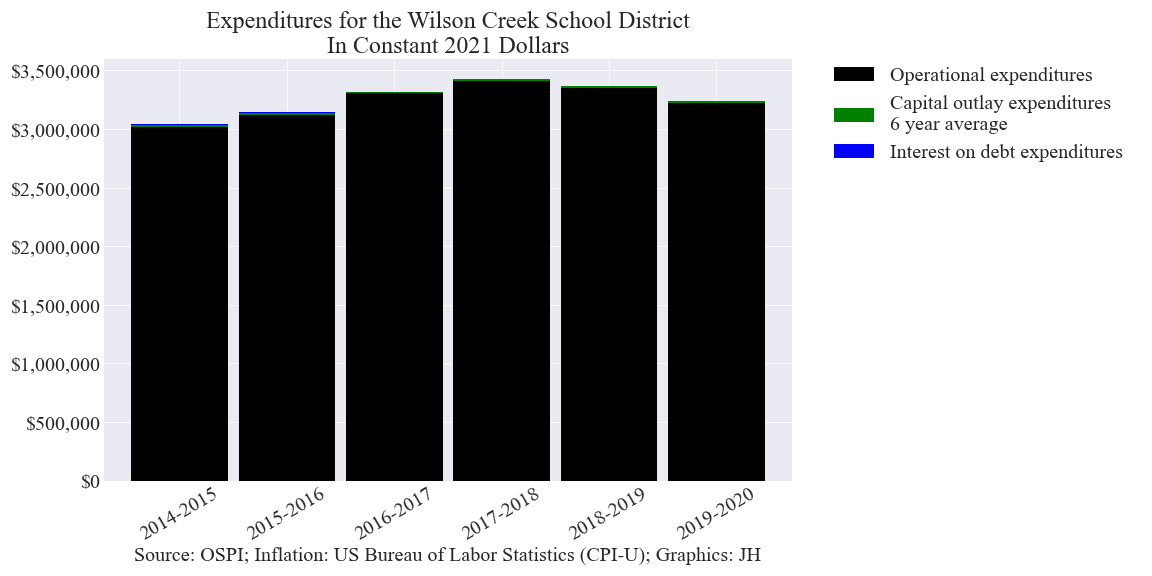 Expenditures for the Wilson Creek School District
In Constant 2021 Dollars
$3,500,000
$3,000,000
$2,500,000
$2,000,000
$1,500,000
$1,000,000
$500,000
$0
2014-2015
2015-2016
2016-2017
2017-2018
2018-2019
2019-2020
Source: OSPI; Inflation: US Bureau of Labor Statistics (CPI-U); Graphics: JH
Operational expenditures
Capital outlay expenditures
6 year average
Interest on debt expenditures